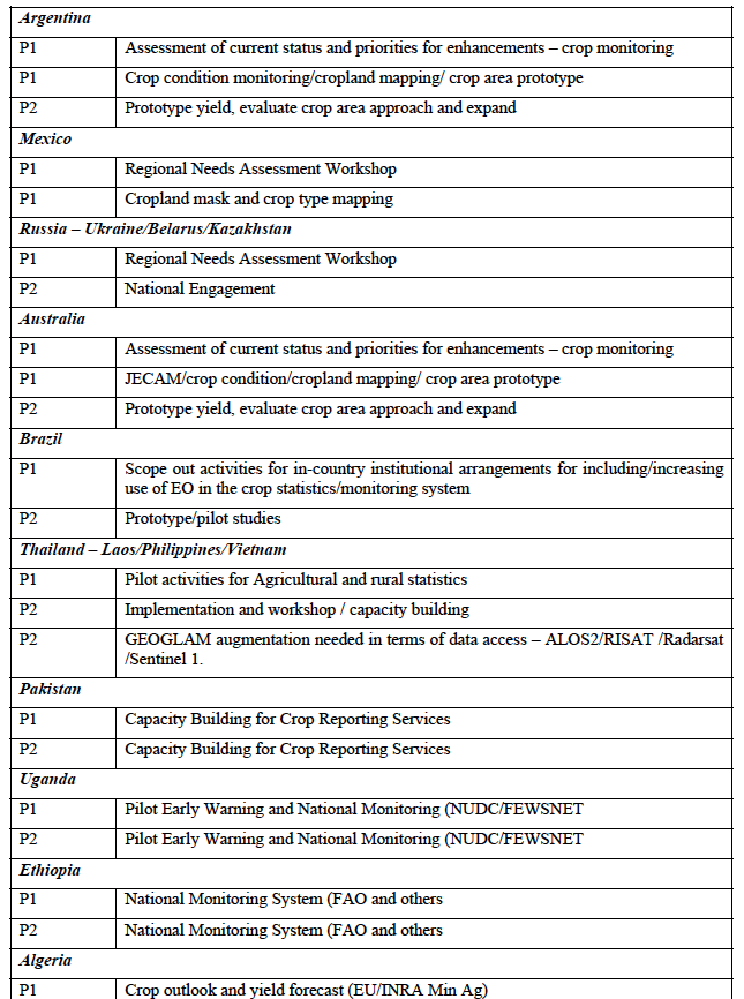 Argentina
P1 Assessment of current status and priorities for enhancements – crop monitoring
P1 Crop condition monitoring/cropland mapping/ crop area prototype
P2 Prototype yield, evaluate crop area approach and expand
Mexico
P1 Regional Needs Assessment Workshop
P1 Cropland mask and crop type mapping
Russia – Ukraine/Belarus/Kazakhstan
P1 Regional Needs Assessment Workshop
P2 National Engagement
Australia
P1 Assessment of current status and priorities for enhancements – crop monitoring
P1 JECAM/crop condition/cropland mapping/ crop area prototype
P2 Prototype yield, evaluate crop area approach and expand
Brazil
P1 Scope out activities for in-country institutional arrangements for including/increasing
use of EO in the crop statistics/monitoring system
P2 Prototype/pilot studies
Thailand – Laos/Philippines/Vietnam
P1 Pilot activities for Agricultural and rural statistics
P2 Implementation and workshop / capacity building
P2 GEOGLAM augmentation needed in terms of data access – ALOS2/RISAT /Radarsat
/Sentinel 1.
Pakistan
P1 Capacity Building for Crop Reporting Services
P2 Capacity Building for Crop Reporting Services
Uganda
P1 Pilot Early Warning and National Monitoring (NUDC/FEWSNET
P2 Pilot Early Warning and National Monitoring (NUDC/FEWSNET
Ethiopia
P1 National Monitoring System (FAO and others
P2 National Monitoring System (FAO and others
Algeria
P1 Crop outlook and yield forecast (EU/INRA Min Ag)